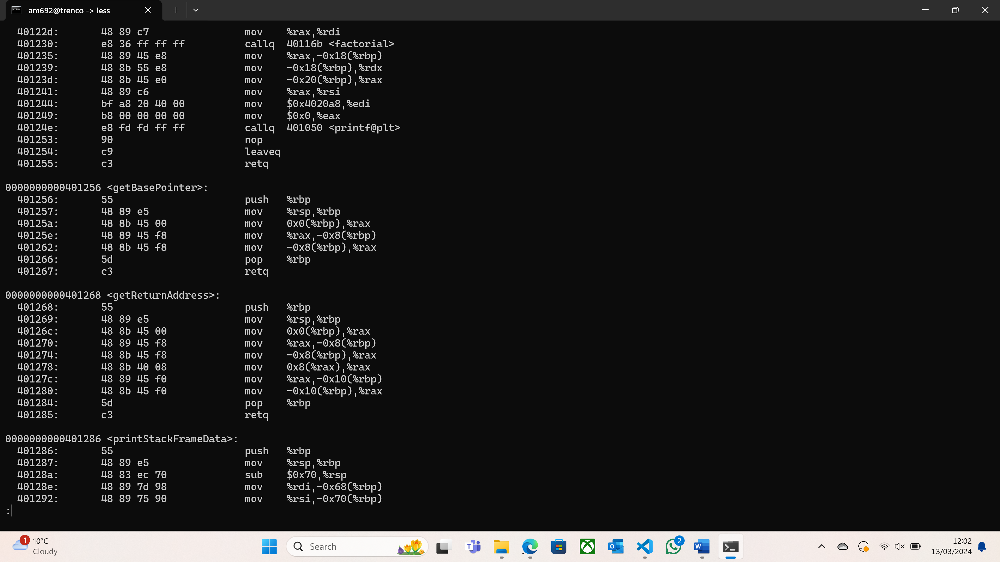 am692@trenco -> less
40122d: 48 89 c7 mov %rax,%rdi
401230: e8 36 ff ff ff callq 40116b <factorial>
401235: 48 89 45 e8 mov %rax,-0x18(%rbp)
401239: 48 8b 55 e8 mov -0x18(%rbp),%rdx
40123d: 48 8b 45 e0 mov -0x20(%rbp),%rax
401241: 48 89 c6 mov %rax,%rsi
401244: bf a8 20 40 00 mov $0x4020a8,%edi
401249: b8 00 00 00 00 mov $0x0,%eax
40124e: e8 fd fd ff ff callq 401050 <printf@plt>
401253: 90 nop
401254: c9 leaveq
401255: c3 retq
0000000000401256 <getBasePointer>:
401256: 55 push %rbp
401257: 48 89 e5 mov %rsp,%rbp
40125a: 48 8b 45 00 mov 0x0(%rbp),%rax
40125e: 48 89 45 f8 mov %rax,-0x8(%rbp)
401262: 48 8b 45 f8 mov -0x8(%rbp),%rax
401266: 5d pop %rbp
401267: c3 retq
0000000000401268 <getReturnAddress>:
401268: 55 push %rbp
401269: 48 89 e5 mov %rsp,%rbp
40126c: 48 8b 45 00 mov 0x0(%rbp),%rax
401270: 48 89 45 f8 mov %rax,-0x8(%rbp)
401274: 48 8b 45 f8 mov -0x8(%rbp),%rax
401278: 48 8b 40 08 mov 0x8(%rax),%rax
40127c: 48 89 45 f0 mov %rax,-0x10(%rbp)
401280: 48 8b 45 f0 mov -0x10(%rbp),%rax
401284: 5d pop %rbp
401285: c3 retq
0000000000401286 <printStackFrameData>:
401286: 55 push %rbp
401287: 48 89 e5 mov %rsp,%rbp
40128a: 48 83 ec 70 sub $0x70,%rsp
40128e: 48 89 7d 98 mov %rdi,-0x68(%rbp)
401292: 48 89 75 90 mov %rsi,-0x70(%rbp)
:
1
10°C
Cloudy
Search
T
O
2
W
12:02
13/03/2024